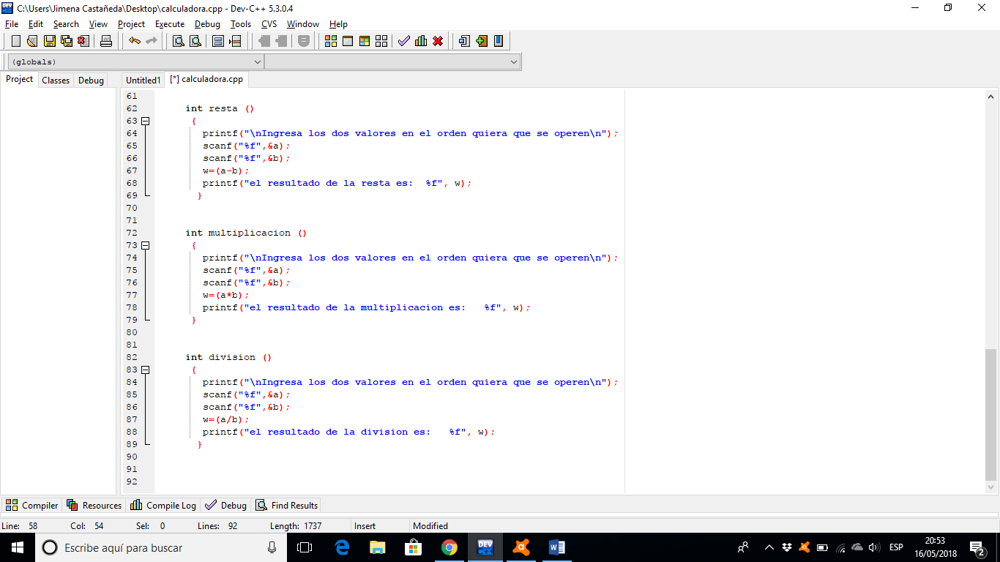 C:\Users\Jimena Castañeda\Desktop\calculadora.cpp - Dev-C++ 5.3.0.4
File Edit Search View Project Execute Debug Tools CVS Window Help
(globals)
Project Classes Debug Untitled1 [*] calculadora.cpp
61
62 int resta ()
63 {
64 printf("\nIngresa los dos valores en el orden quiera que se operen\n");
65 scanf("%f",&a);
66 scanf("%f",&b);
67 w=(a-b);
68 printf("el resultado de la resta es:  %f", w);
69 }
70
71
72 int multiplicacion ()
73 {
74 printf("\nIngresa los dos valores en el orden quiera que se operen\n");
75 scanf("%f",&a);
76 scanf("%f",&b);
77 w=(a*b);
78 printf("el resultado de la multiplicacion es:   %f", w);
79 }
80
81
82 int division ()
83 {
84 printf("\nIngresa los dos valores en el orden quiera que se operen\n");
85 scanf("%f",&a);
86 scanf("%f",&b);
87 w=(a/b);
88 printf("el resultado de la division es:   %f", w);
89 }
90
91
92
Compiler Resources Compile Log Debug Find Results
Line: 58 Col: 54 Sel: 0 Lines: 92 Length: 1737 Insert Modified
Escribe aquí para buscar
DEV
ESP
20:53
16/05/2018
2